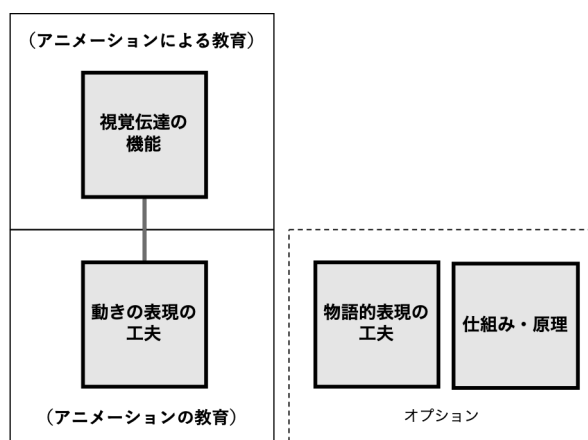 （アニメーションによる教育）
視覚伝達の
機能
動きの表現の
工夫
（アニメーションの教育）
物語的表現の
工夫
仕組み・原理
オプション